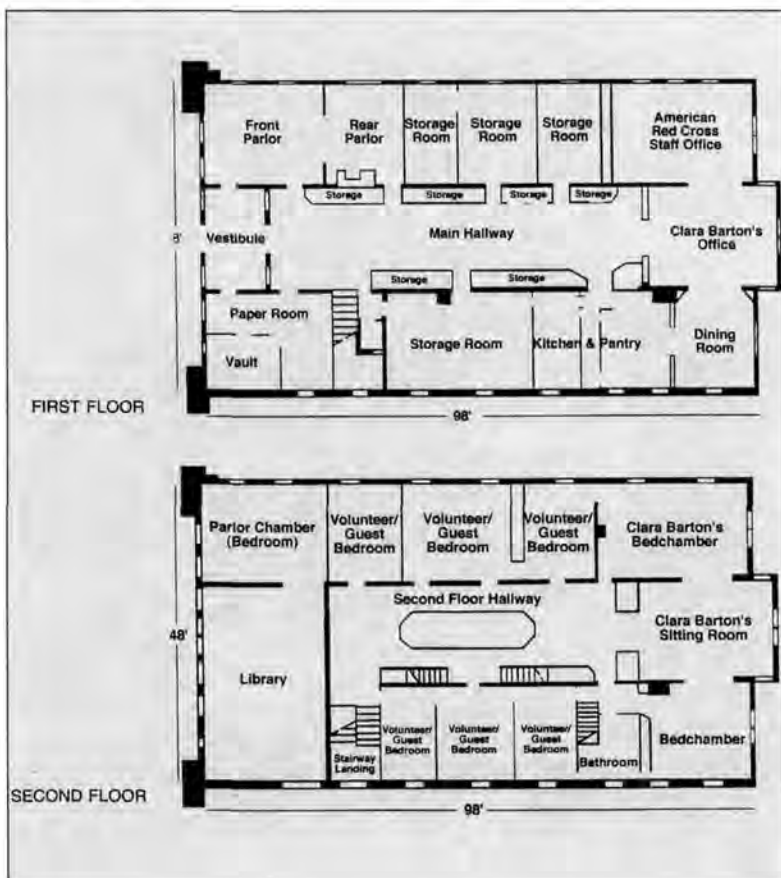 Front
Parlor
Rear
Parlor
Storage
Room
Storage
Room
Storage
Room
American
Red Cross
Staff Office
Storage
Storage
Storage
Storage
8'
Vestibule
Main Hallway
Clara Barton's
Office
Storage
Storage
Paper Room
Vault
Storage Room
Kitchen & Pantry
Dining
Room
FIRST FLOOR
98'
Parlor Chamber
(Bedroom)
Volunteer/
Guest
Bedroom
Volunteer/
Guest
Bedroom
Volunteer/
Guest
Bedroom
Clara Barton's
Bedchamber
Second Floor Hallway
48'
Library
Clara Barton's
Sitting Room
Stairway
Landing
Volunteer/
Guest
Bedroom
Volunteer/
Guest
Bedroom
Volunteer/
Guest
Bedroom
Bathroom
Bedchamber
SECOND FLOOR
98'